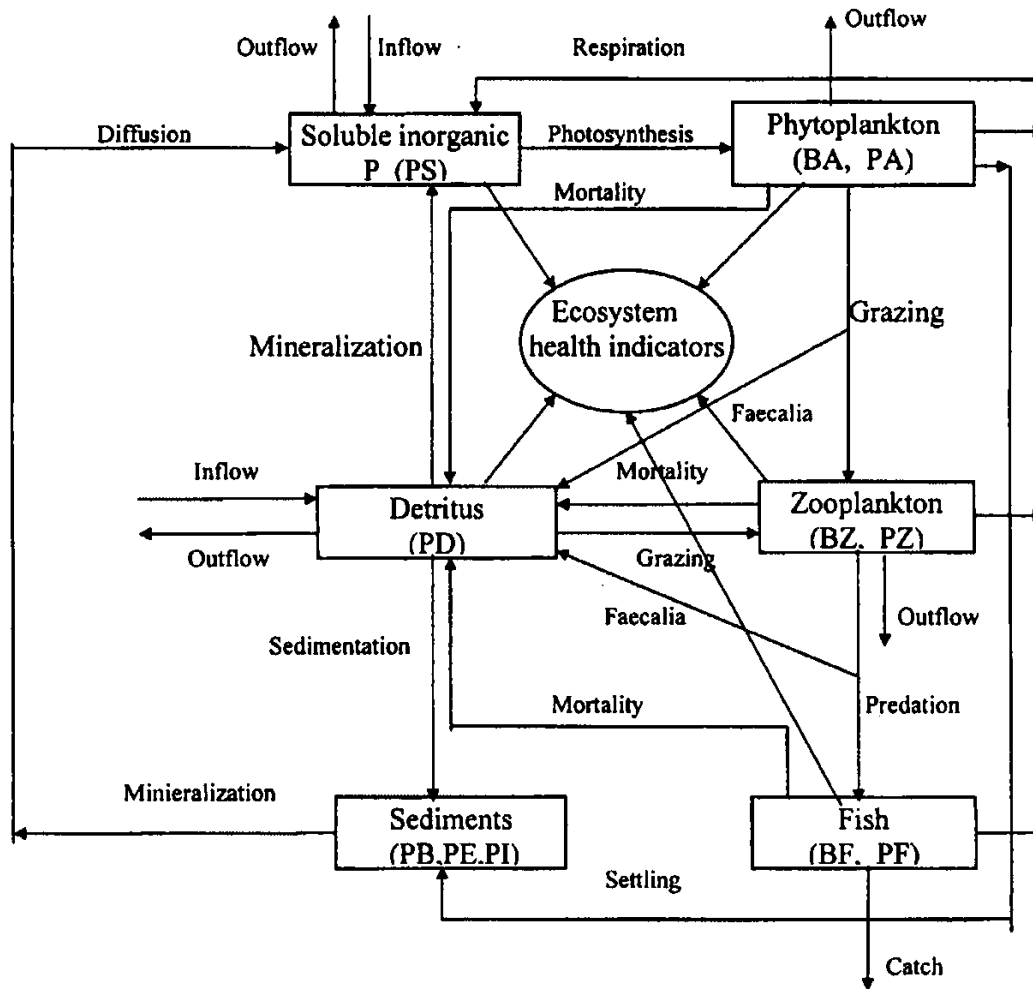 Outflow
Inflow
Respiration
Outflow
Diffusion
Soluble inorganic
P (PS)
Photosynthesis
Phytoplankton
(BA, PA)
Mortality
Ecosystem
health indicators
Grazing
Mineralization
Faecalia
Inflow
Mortality
Detritus
(PD)
Zooplankton
(BZ, PZ)
Outflow
Grazing
Faecalia
Outflow
Sedimentation
Mortality
Predation
Minieralization
Sediments
(PB,PE,PI)
Fish
(BF, PF)
Settling
Catch